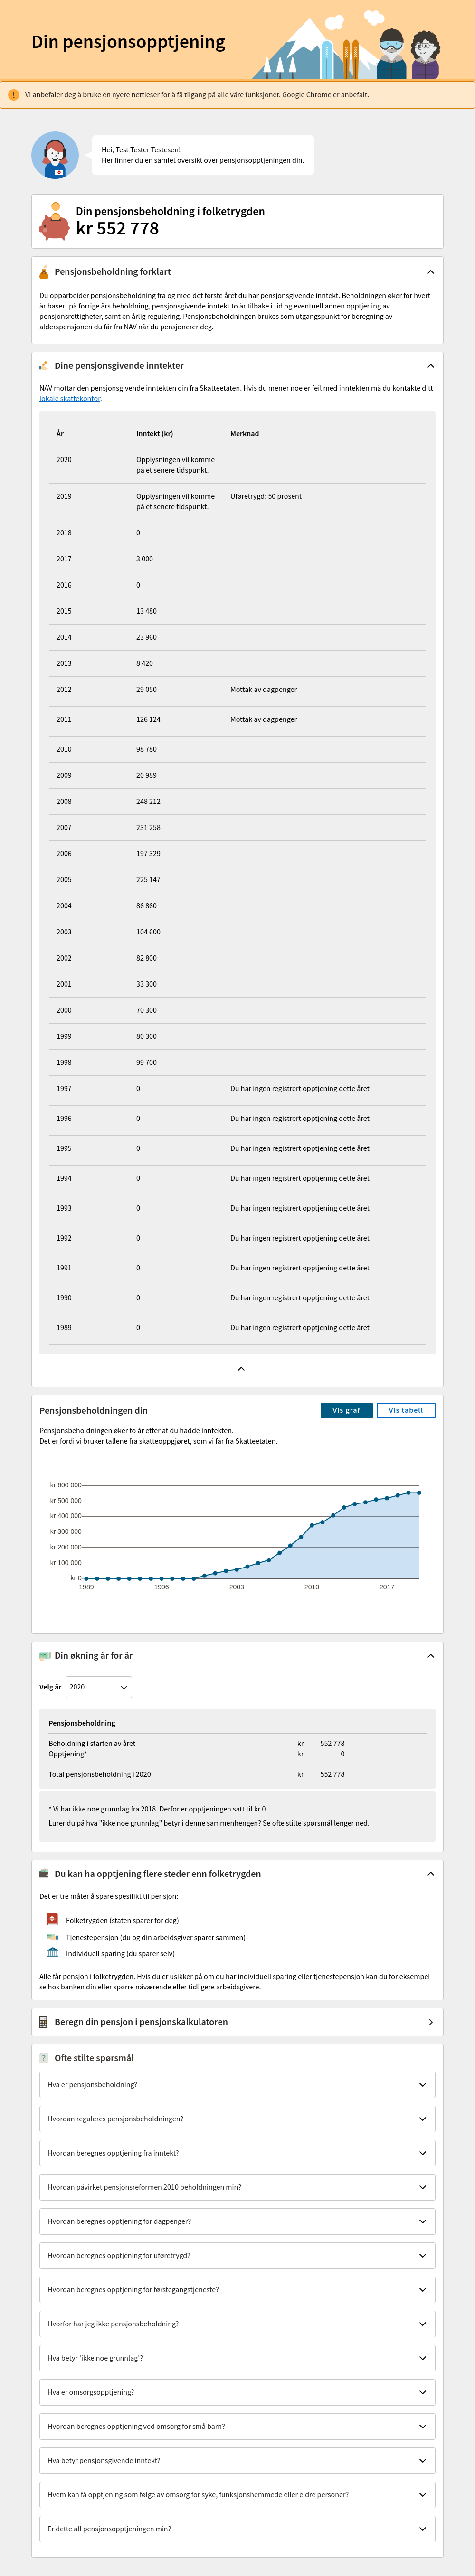 Din pensjonsopptjening
Vi anbefaler deg å bruke en nyere nettleser for å få tilgang på alle våre funksjoner. Google Chrome er anbefalt.
Hei, Test Tester Testesen!
Her finner du en samlet oversikt over pensjonsopptjeningen din.
Din pensjonsbeholdning i folketrygden
kr 552 778
Pensjonsbeholdning forklart
Du opparbeider pensjonsbeholdning fra og med det første året du har pensjonsgivende inntekt. Beholdningen øker for hvert
år basert på forrige års beholdning, pensjonsgivende inntekt to år tilbake i tid og eventuell annen opptjening av
pensjonsrettigheter, samt en årlig regulering. Pensjonsbeholdningen brukes som utgangspunkt for beregning av
alderspensjonen du får fra NAV når du pensjonerer deg.
Dine pensjonsgivende inntekter
NAV mottar den pensjonsgivende inntekten din fra Skatteetaten. Hvis du mener noe er feil med inntekten må du kontakte ditt
lokale skattekontor.
År Inntekt (kr) Merknad
2020 Opplysningen vil komme
på et senere tidspunkt.
2019 Opplysningen vil komme Uføretrygd: 50 prosent
på et senere tidspunkt.
2018 0
2017 3 000
2016 0
2015 13 480
2014 23 960
2013 8 420
2012 29 050 Mottak av dagpenger
2011 126 124 Mottak av dagpenger
2010 98 780
2009 20 989
2008 248 212
2007 231 258
2006 197 329
2005 225 147
2004 86 860
2003 104 600
2002 82 800
2001 33 300
2000 70 300
1999 80 300
1998 99 700
1997 0 Du har ingen registrert opptjening dette året
1996 0 Du har ingen registrert opptjening dette året
1995 0 Du har ingen registrert opptjening dette året
1994 0 Du har ingen registrert opptjening dette året
1993 0 Du har ingen registrert opptjening dette året
1992 0 Du har ingen registrert opptjening dette året
1991 0 Du har ingen registrert opptjening dette året
1990 0 Du har ingen registrert opptjening dette året
1989 0 Du har ingen registrert opptjening dette året
Pensjonsbeholdningen din Vis graf Vis tabell
Pensjonsbeholdningen øker to år etter at du hadde inntekten.
Det er fordi vi bruker tallene fra skatteoppgjøret, som vi får fra Skatteetaten.
kr 600 000
kr 500 000
kr 400 000
kr 300 000
kr 200 000
kr 100 000
kr 0
1989 1996 2003 2010 2017
Din økning år for år
Velg år 2020
Pensjonsbeholdning
Beholdning i starten av året kr 552 778
Opptjening* kr 0
Total pensjonsbeholdning i 2020 kr 552 778
* Vi har ikke noe grunnlag fra 2018. Derfor er opptjeningen satt til kr 0.
Lurer du på hva "ikke noe grunnlag" betyr i denne sammenhengen? Se ofte stilte spørsmål lenger ned.
Du kan ha opptjening flere steder enn folketrygden
Det er tre måter å spare spesifikt til pensjon:
Folketrygden (staten sparer for deg)
Tjenestepensjon (du og din arbeidsgiver sparer sammen)
Individuell sparing (du sparer selv)
Alle får pensjon i folketrygden. Hvis du er usikker på om du har individuell sparing eller tjenestepensjon kan du for eksempel
se hos banken din eller spørre nåværende eller tidligere arbeidsgivere.
Beregn din pensjon i pensjonskalkulatoren
? Ofte stilte spørsmål
Hva er pensjonsbeholdning?
Hvordan reguleres pensjonsbeholdningen?
Hvordan beregnes opptjening fra inntekt?
Hvordan påvirket pensjonsreformen 2010 beholdningen min?
Hvordan beregnes opptjening for dagpenger?
Hvordan beregnes opptjening for uføretrygd?
Hvordan beregnes opptjening for førstegangstjeneste?
Hvorfor har jeg ikke pensjonsbeholdning?
Hva betyr 'ikke noe grunnlag'?
Hva er omsorgsopptjening?
Hvordan beregnes opptjening ved omsorg for små barn?
Hva betyr pensjonsgivende inntekt?
Hvem kan få opptjening som følge av omsorg for syke, funksjonshemmede eller eldre personer?
Er dette all pensjonsopptjeningen min?